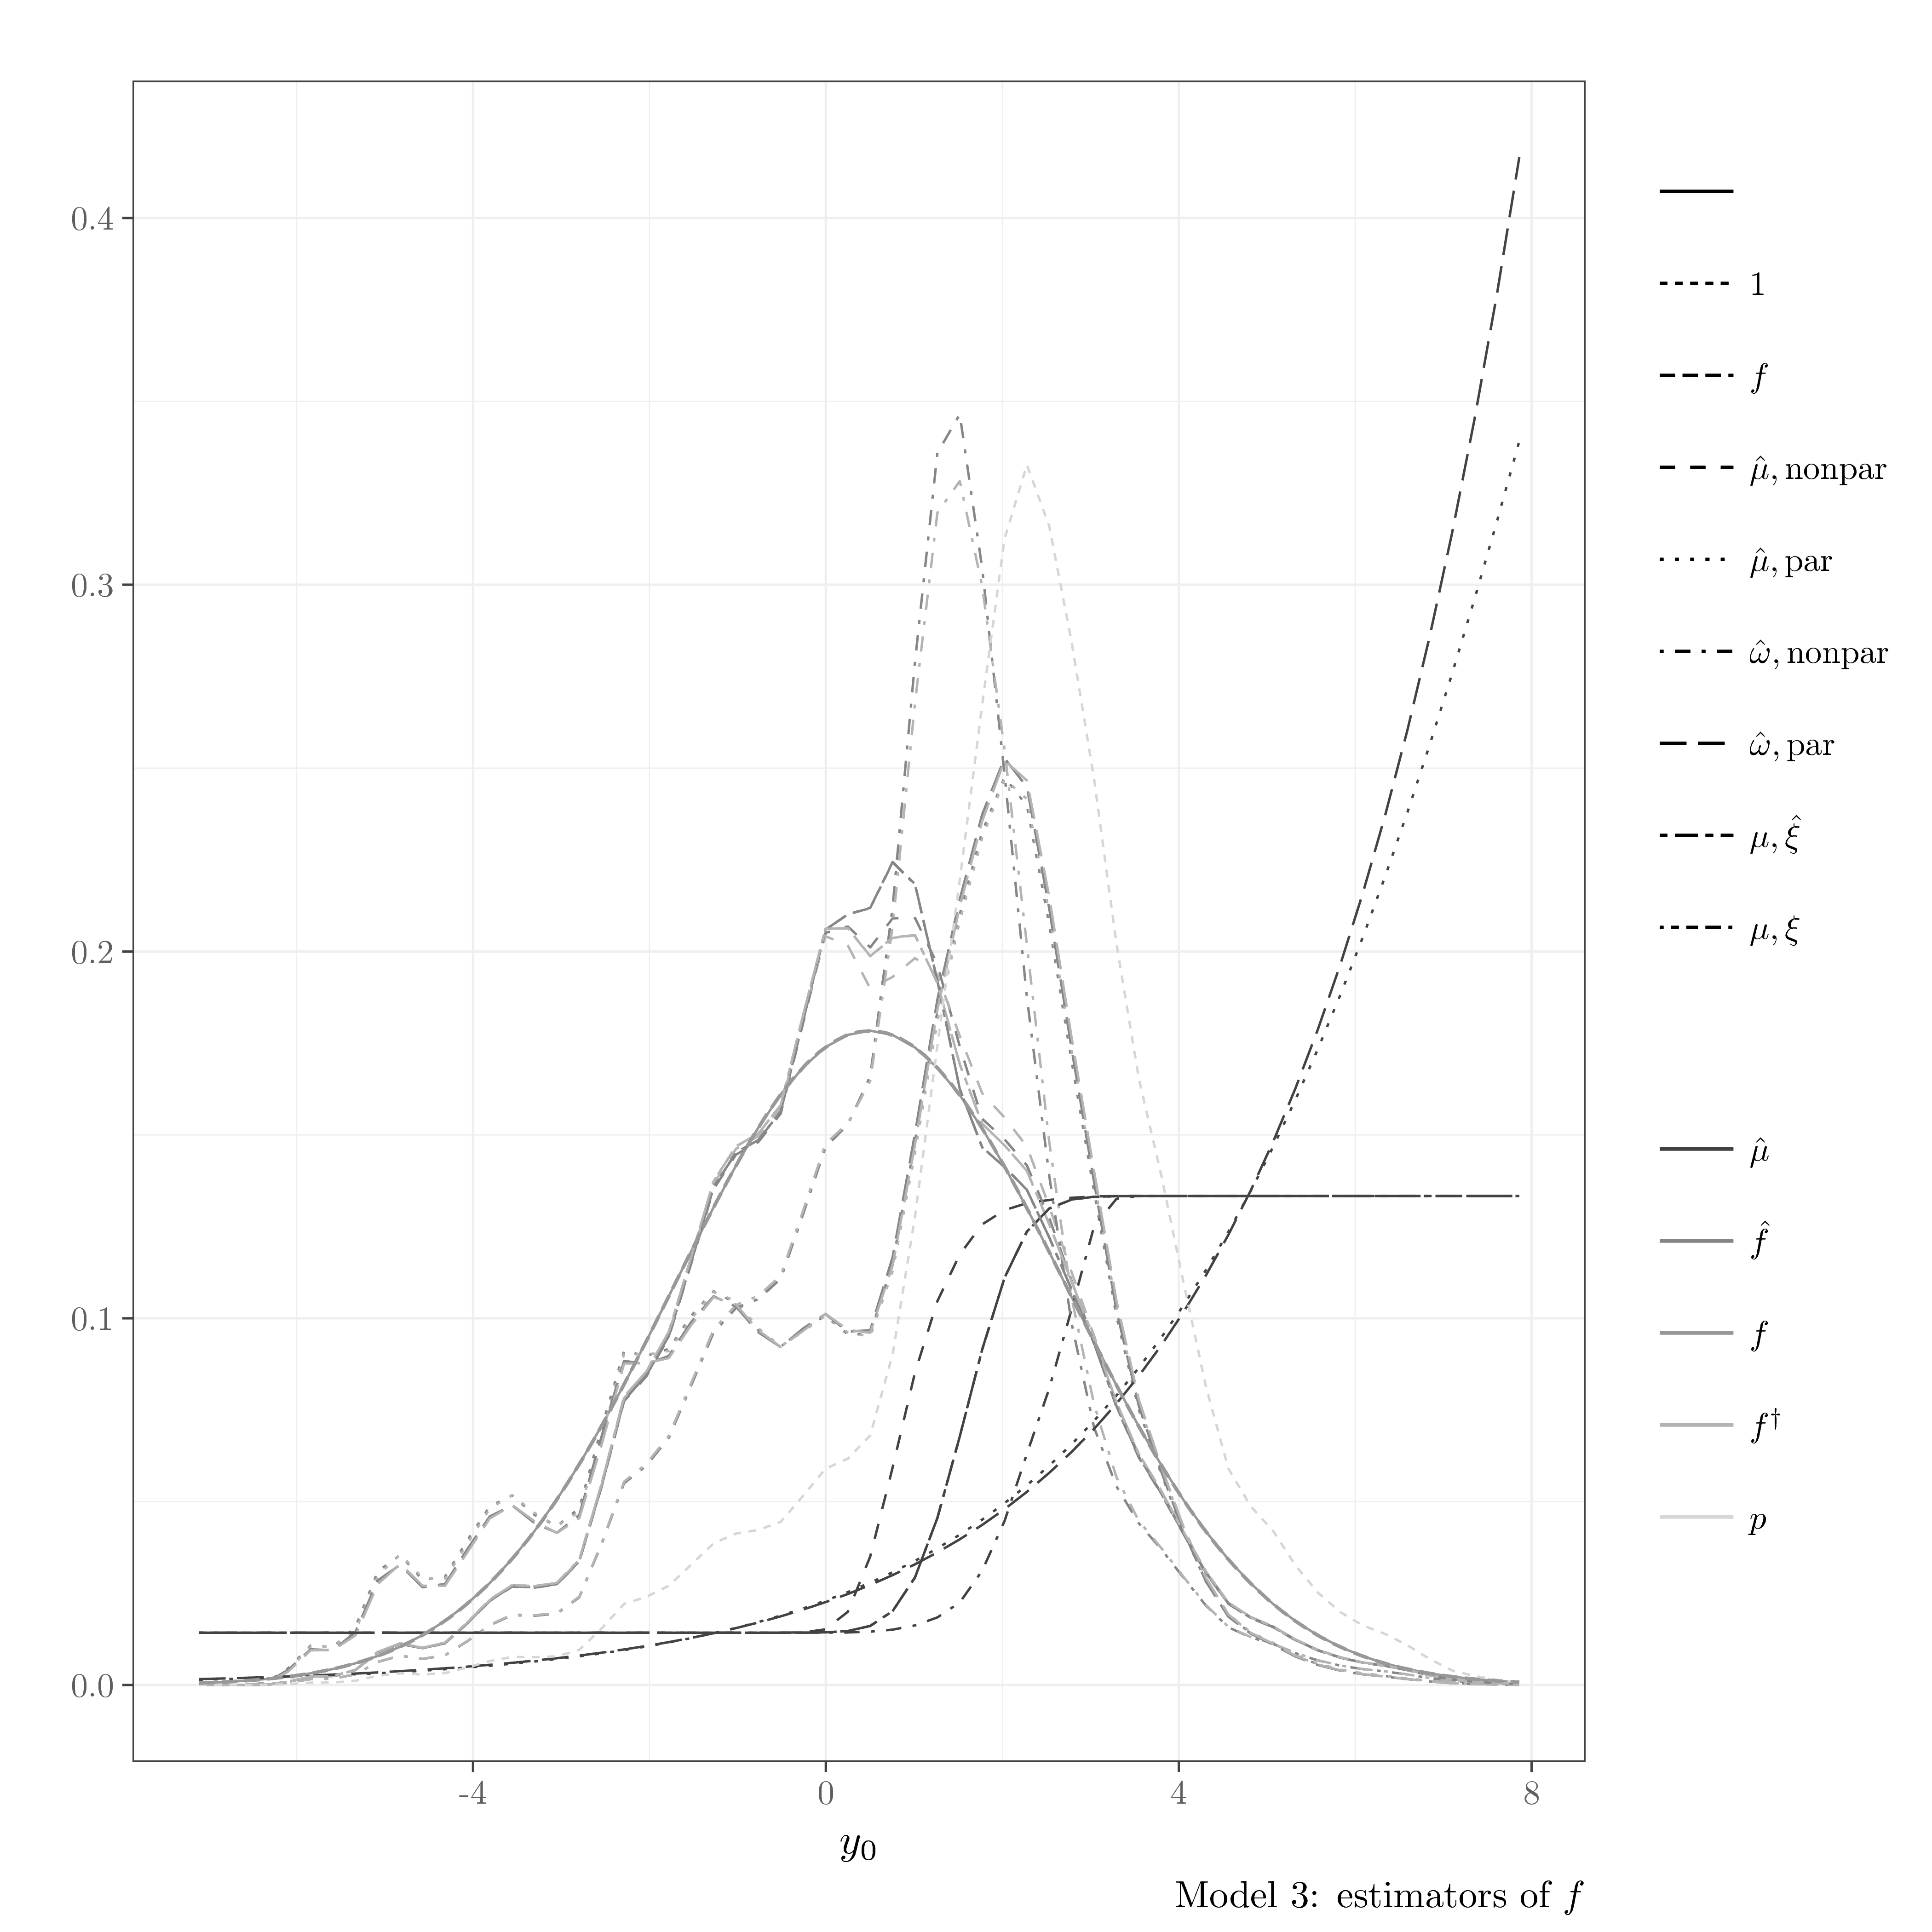 0.4
0.3
0.2
0.1
0.0
-4
0
4
8
y₀
Model 3: estimators of f
1
f
μ̂, nonpar
μ̂, par
ω̂, nonpar
ω̂, par
μ, ξ̂
μ, ξ
μ̂
f̂
f
f†
p